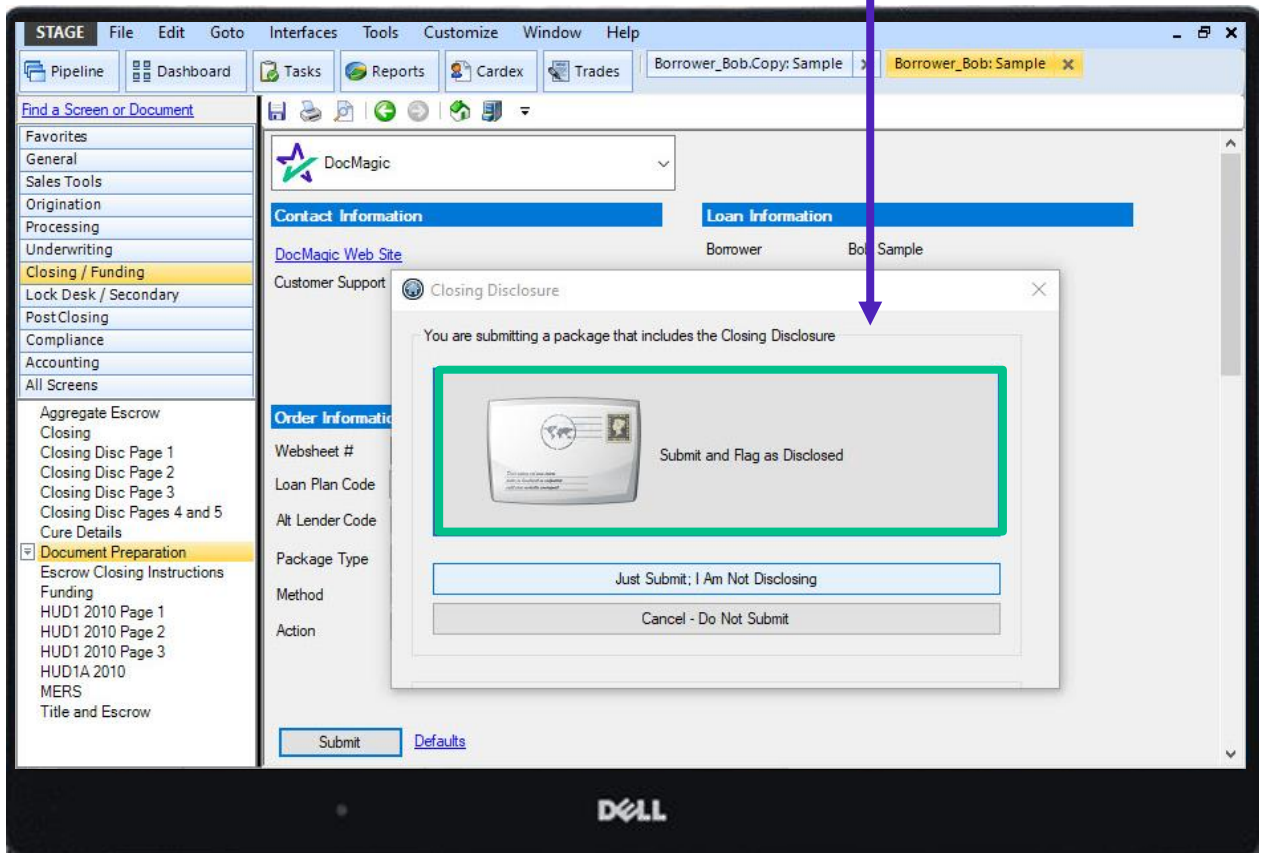 STAGE File Edit Goto Interfaces Tools Customize Window Help
Pipeline Dashboard Tasks Reports Cardex Trades Borrower_Bob.Copy: Sample Borrower_Bob: Sample
Find a Screen or Document
Favorites
General
Sales Tools
Origination
Processing
Underwriting
Closing / Funding
Lock Desk / Secondary
PostClosing
Compliance
Accounting
All Screens
Aggregate Escrow
Closing
Closing Disc Page 1
Closing Disc Page 2
Closing Disc Page 3
Closing Disc Pages 4 and 5
Cure Details
Document Preparation
Escrow Closing Instructions
Funding
HUD1 2010 Page 1
HUD1 2010 Page 2
HUD1 2010 Page 3
HUD1A 2010
MERS
Title and Escrow
DocMagic
Contact Information
DocMagic Web Site
Customer Support
Loan Information
Borrower Bob Sample
Order Informatio
Websheet #
Loan Plan Code
Alt Lender Code
Package Type
Method
Action
Closing Disclosure
You are submitting a package that includes the Closing Disclosure
Submit and Flag as Disclosed
Just Submit; I Am Not Disclosing
Cancel - Do Not Submit
Submit Defaults
DELL